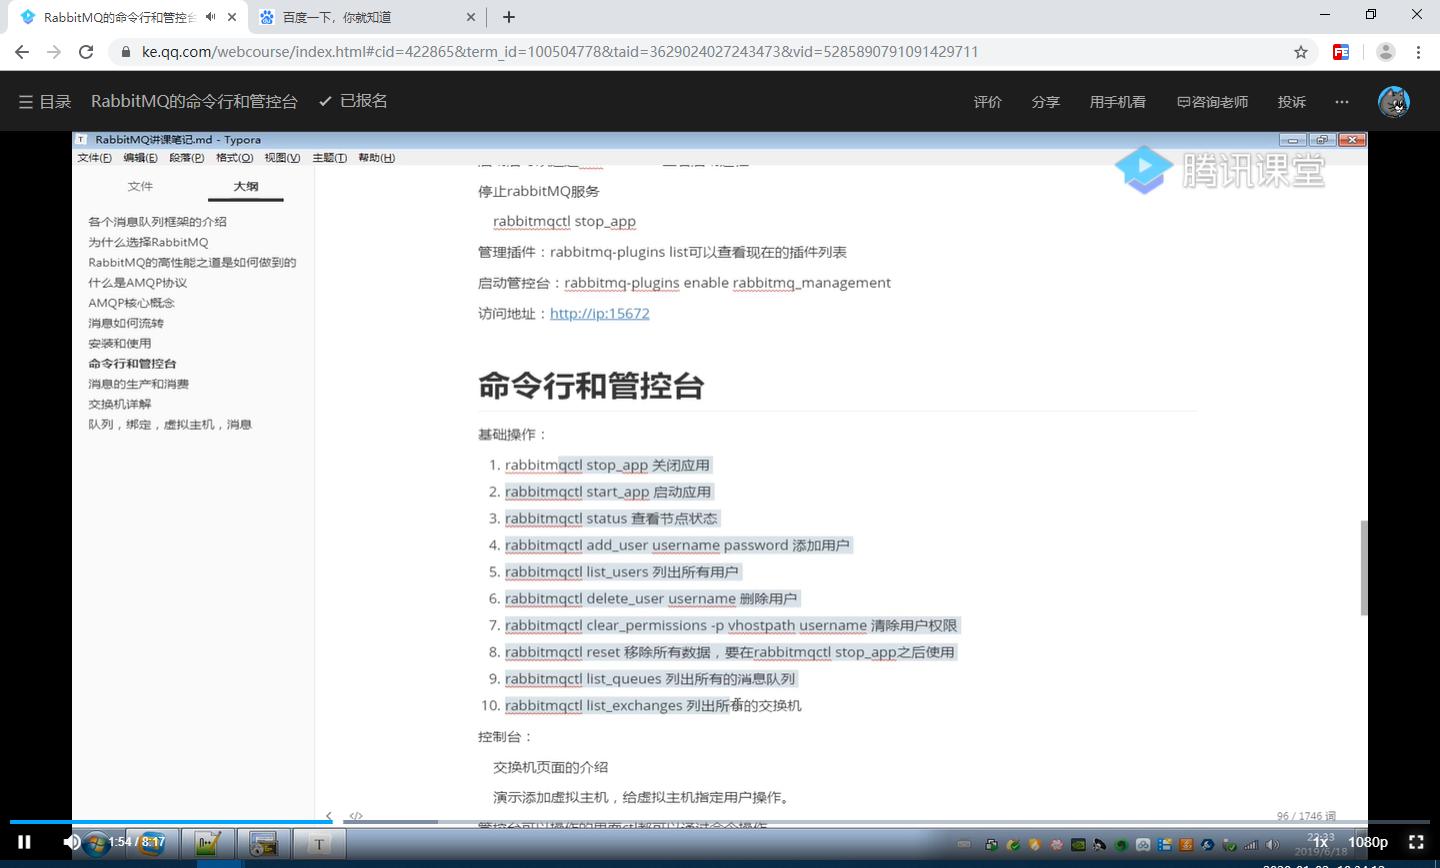 RabbitMQ的命令行和管控台
百度一下，你就知道
ke.qq.com/webcourse/index.html#cid=422865&term_id=100504778&taid=3629024027243473&vid=5285890791091429711
目录 RabbitMQ的命令行和管控台 已报名 评价 分享 用手机看 咨询老师 投诉 ···
RabbitMQ讲课笔记.md - Typora
文件(F) 编辑(E) 段落(P) 格式(O) 视图(V) 主题(T) 帮助(H)
腾讯课堂
文件 大纲
各个消息队列框架的介绍
为什么选择RabbitMQ
RabbitMQ的高性能之道是如何做到的
什么是AMQP协议
AMQP核心概念
消息如何流转
安装和使用
命令行和管控台
消息的生产和消费
交换机详解
队列，绑定，虚拟主机，消息
停止rabbitMQ服务
rabbitmqctl stop_app
管理插件：rabbitmq-plugins list可以查看现在的插件列表
启动管控台：rabbitmq-plugins enable rabbitmq_management
访问地址：http://ip:15672
命令行和管控台
基础操作：
1. rabbitmqctl stop_app 关闭应用
2. rabbitmqctl start_app 启动应用
3. rabbitmqctl status 查看节点状态
4. rabbitmqctl add_user username password 添加用户
5. rabbitmqctl list_users 列出所有用户
6. rabbitmqctl delete_user username 删除用户
7. rabbitmqctl clear_permissions -p vhostpath username 清除用户权限
8. rabbitmqctl reset 移除所有数据，要在rabbitmqctl stop_app之后使用
9. rabbitmqctl list_queues 列出所有的消息队列
10. rabbitmqctl list_exchanges 列出所有的交换机
控制台：
交换机页面的介绍
演示添加虚拟主机，给虚拟主机指定用户操作。
96 / 1746 词
1:54 / 8:17
22:33
2019/6/18
1x 1080p